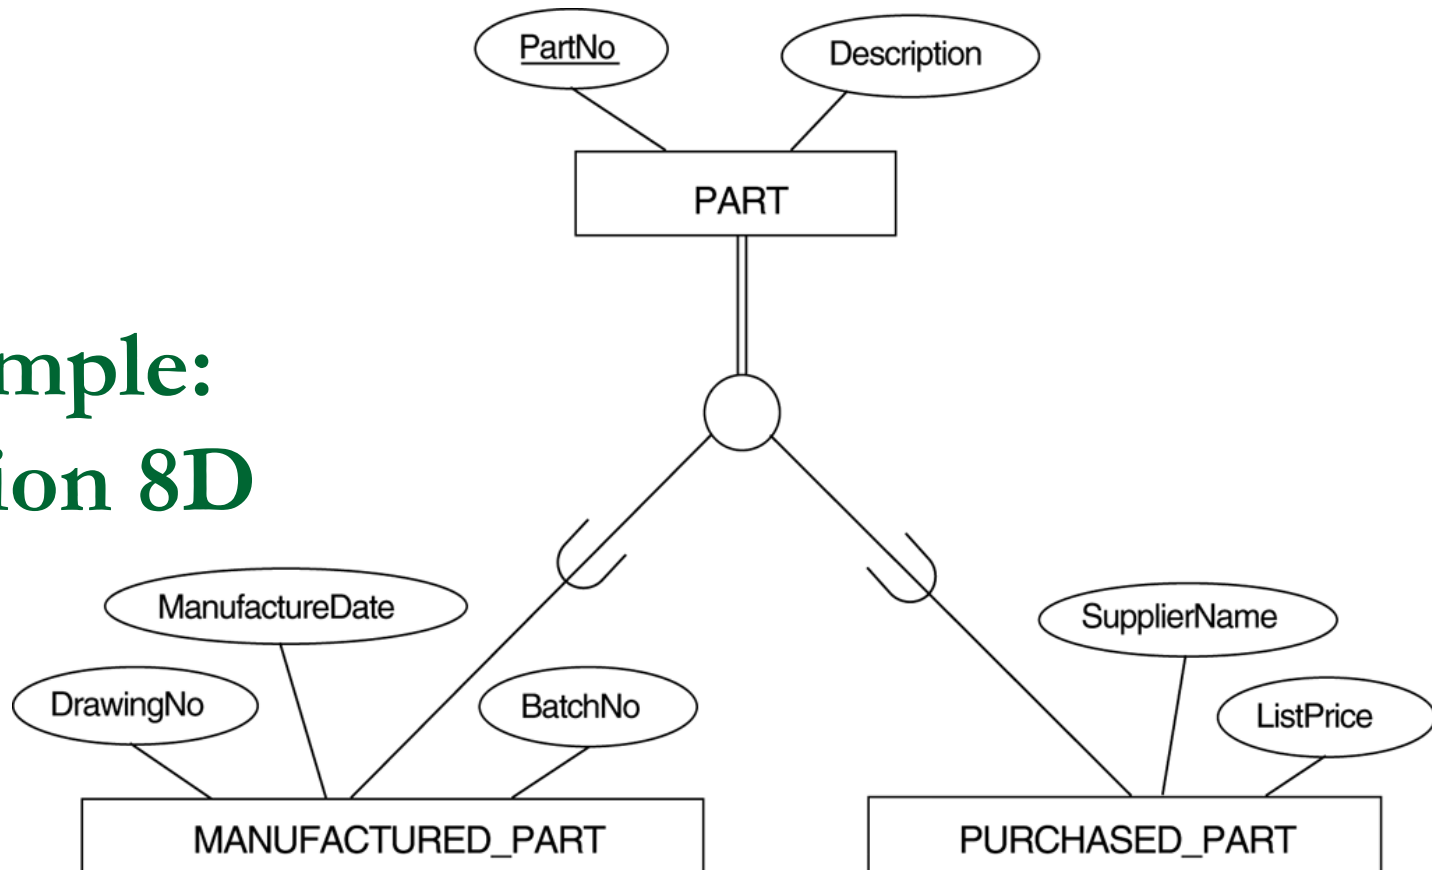 PartNo
Description
PART
mple:
ion 8D
ManufactureDate
SupplierName
DrawingNo
BatchNo
ListPrice
MANUFACTURED_PART
PURCHASED_PART